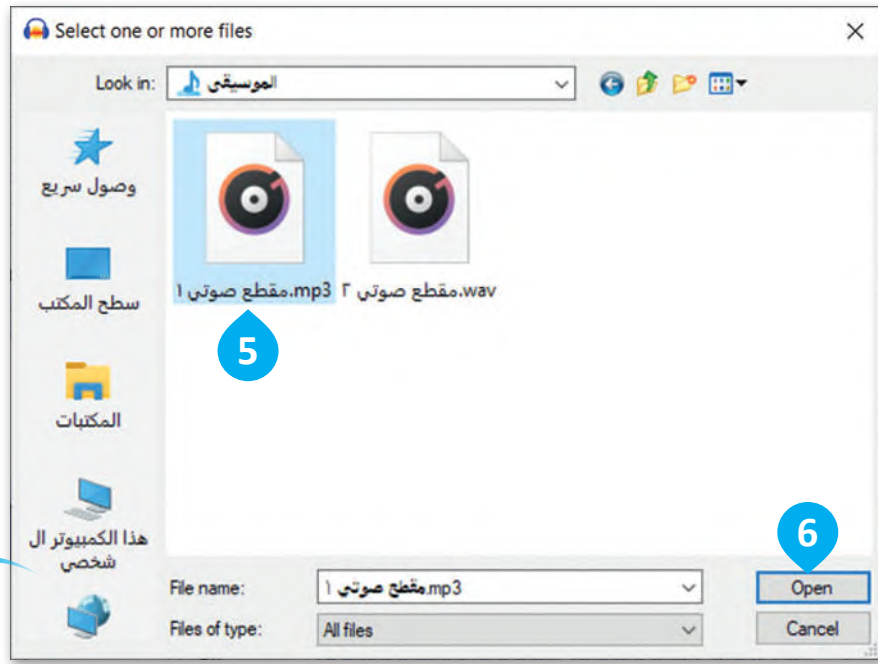 Select one or more files
Look in: الموسيقى
وصول سريع
سطح المكتب
المكتبات
هذا الكمبيوتر ال
شخصي
مقطع صوتي ١.mp3
مقطع صوتي ٢.wav
5
6
File name: مقطع صوتي ١.mp3 Open
Files of type: All files Cancel